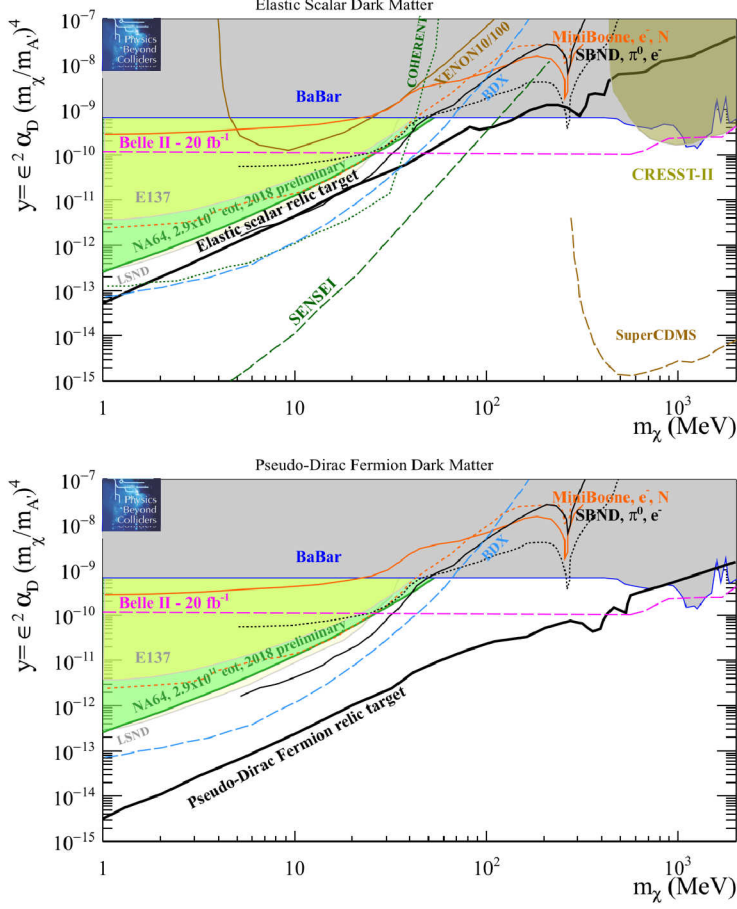 Elastic Scalar Dark Matter
Physics
Beyond
Colliders
COHERENT
XENON10/100
MiniBoone, e⁻, N
SBND, π⁰, e⁻
BDX
BaBar
Belle II - 20 fb⁻¹
CRESST-II
E137
NA64, 2.9x10¹¹ eot, 2018 preliminary
Elastic scalar relic target
LSND
SENSEI
SuperCDMS
y= ϵ² α_D (m_χ/m_A')⁴
10⁻⁷
10⁻⁸
10⁻⁹
10⁻¹⁰
10⁻¹¹
10⁻¹²
10⁻¹³
10⁻¹⁴
10⁻¹⁵
1 10 10² 10³
m_χ (MeV)
Pseudo-Dirac Fermion Dark Matter
Physics
Beyond
Colliders
MiniBoone, e⁻, N
SBND, π⁰, e⁻
BDX
BaBar
Belle II - 20 fb⁻¹
E137
NA64, 2.9x10¹¹ eot, 2018 preliminary
LSND
Pseudo-Dirac Fermion relic target
y= ϵ² α_D (m_χ/m_A')⁴
10⁻⁷
10⁻⁸
10⁻⁹
10⁻¹⁰
10⁻¹¹
10⁻¹²
10⁻¹³
10⁻¹⁴
10⁻¹⁵
1 10 10² 10³
m_χ (MeV)